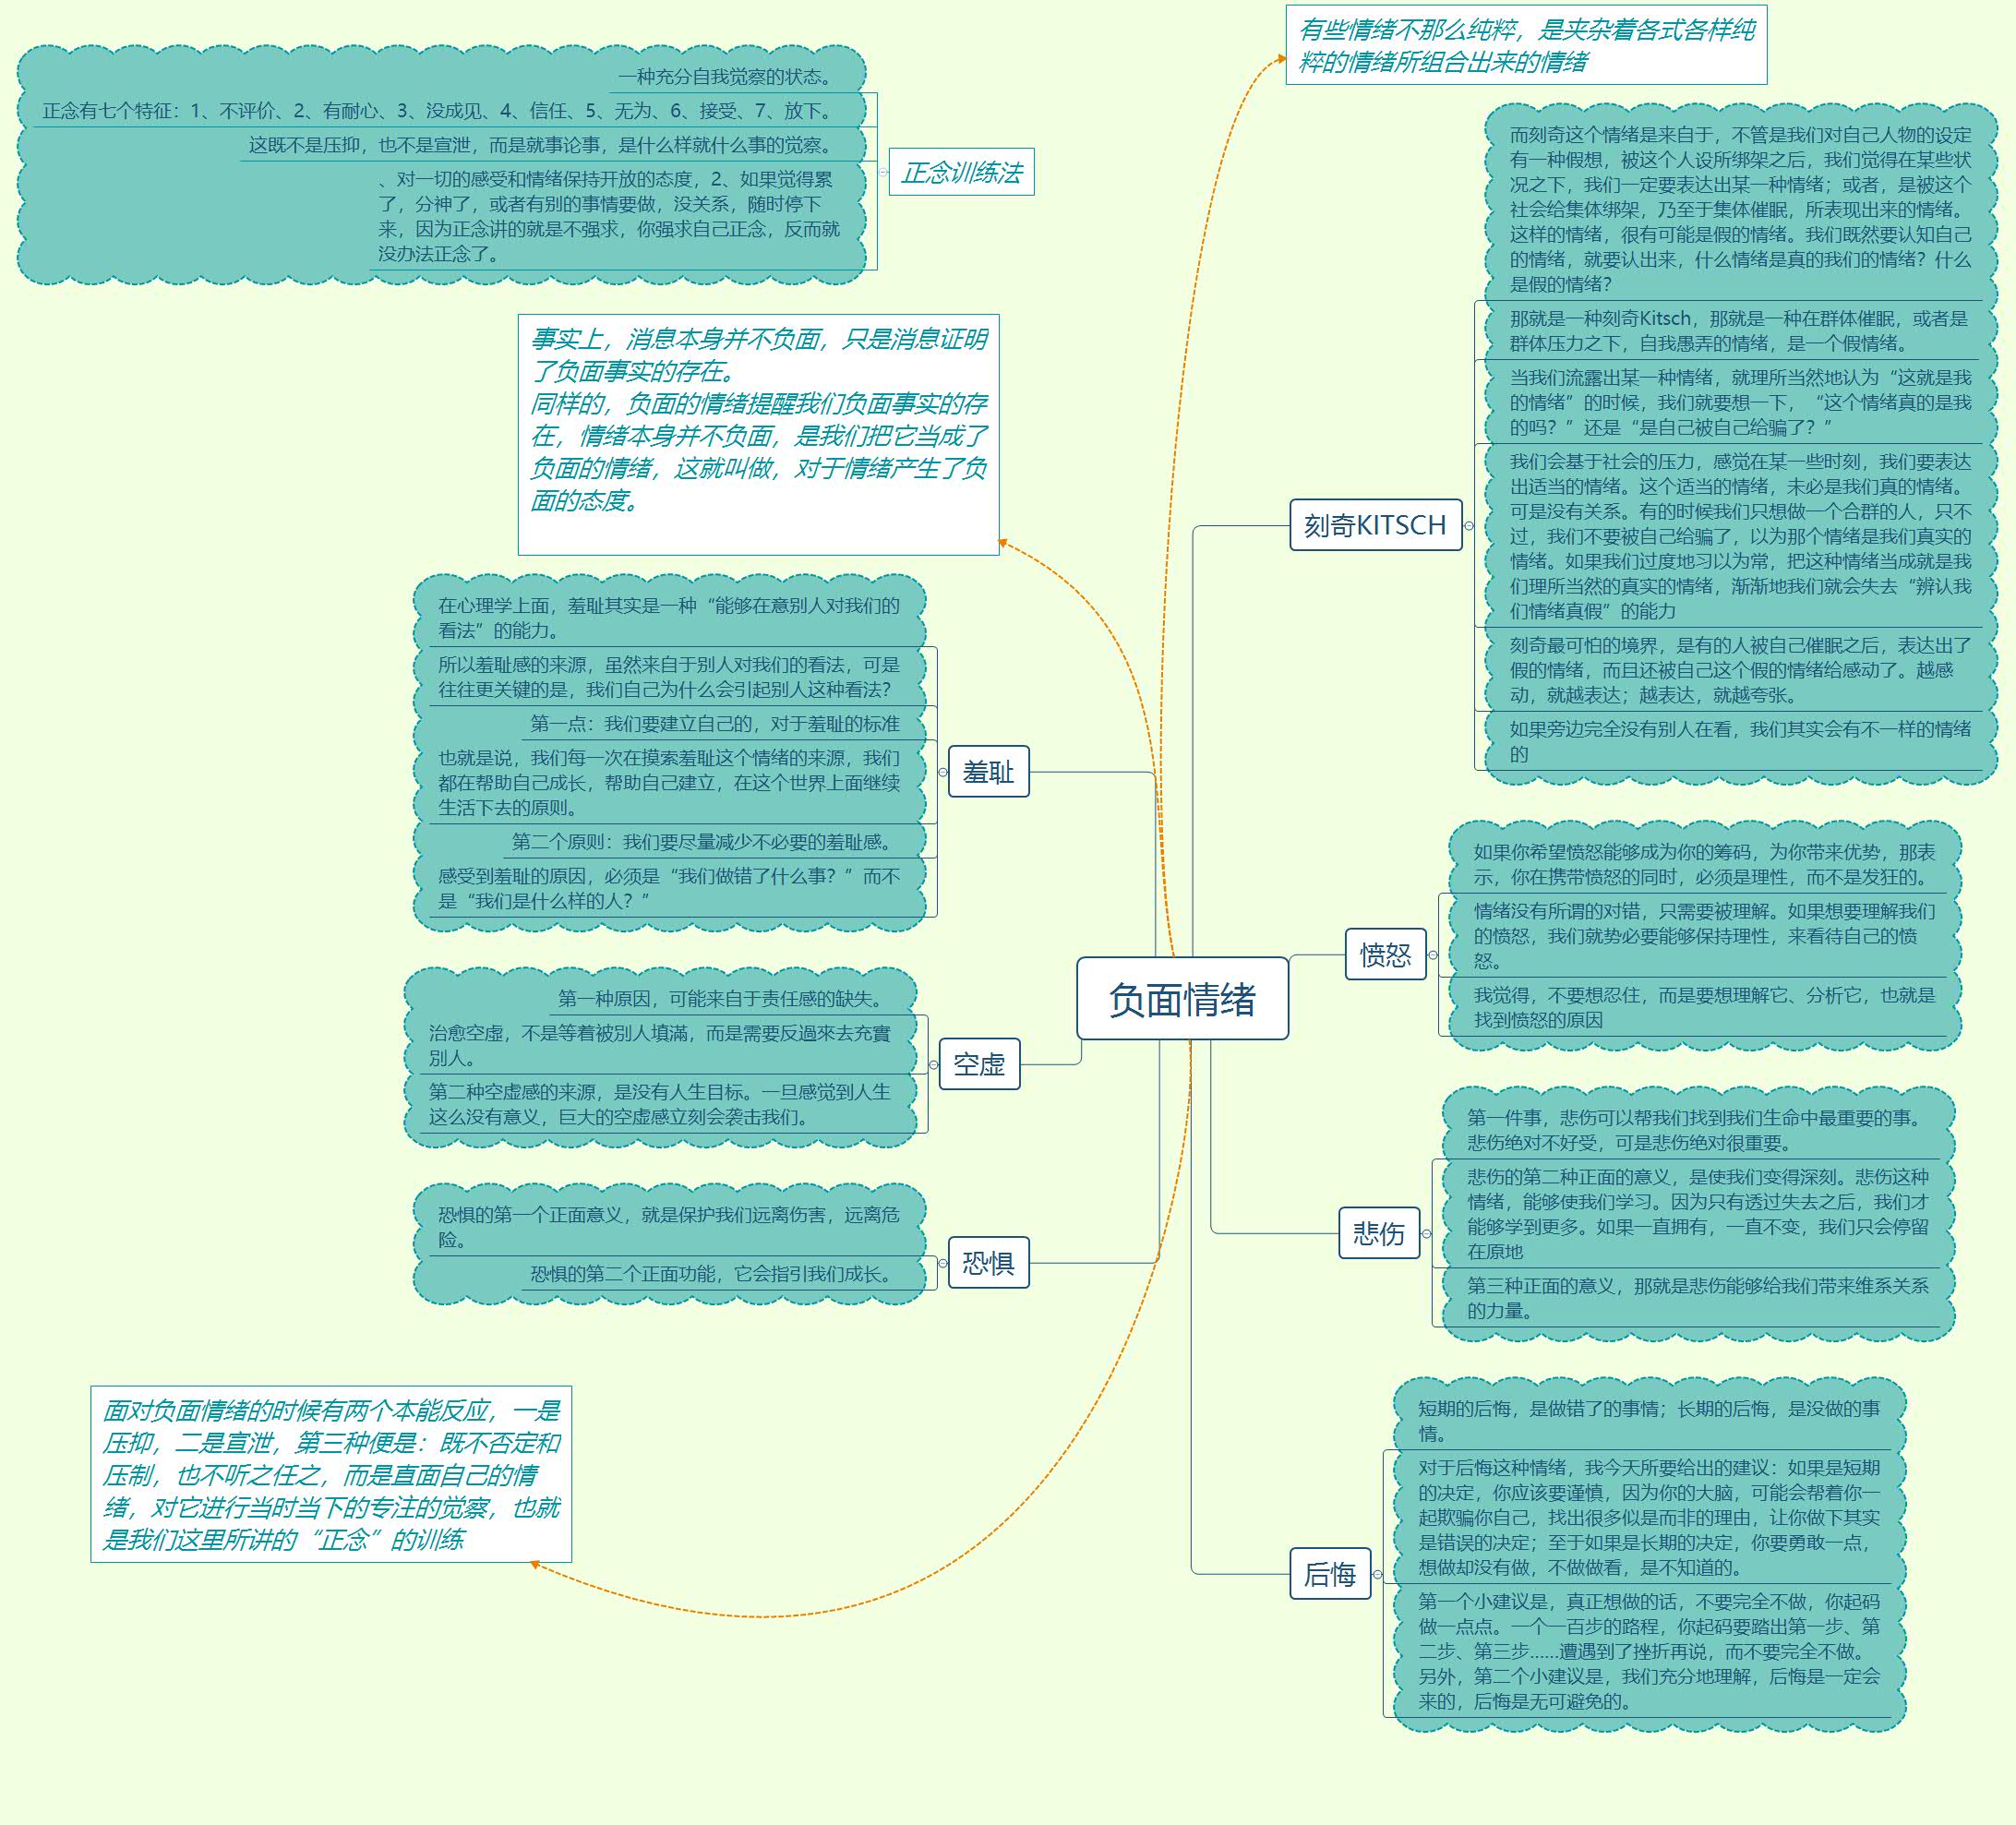 有些情绪不那么纯粹，是夹杂着各式各样纯
粹的情绪所组合出来的情绪
一种充分自我觉察的状态。
正念有七个特征：1、不评价、2、有耐心、3、没成见、4、信任、5、无为、6、接受、7、放下。
这既不是压抑，也不是宣泄，而是就事论事，是什么样就什么事的觉察。
、对一切的感受和情绪保持开放的态度，2、如果觉得累
了，分神了，或者有别的事情要做，没关系，随时停下
来，因为正念讲的就是不强求，你强求自己正念，反而就
没办法正念了。
正念训练法
事实上，消息本身并不负面，只是消息证明
了负面事实的存在。
同样的，负面的情绪提醒我们负面事实的存
在，情绪本身并不负面，是我们把它当成了
负面的情绪，这就叫做，对于情绪产生了负
面的态度。
负面情绪
刻奇KITSCH
而刻奇这个情绪是来自于，不管是我们对自己人物的设定
有一种假想，被这个人设所绑架之后，我们觉得在某些状
况之下，我们一定要表达出某一种情绪；或者，是被这个
社会给集体绑架，乃至于集体催眠，所表现出来的情绪。
这样的情绪，很有可能是假的情绪。我们既然要认知自己
的情绪，就要认出来，什么情绪是真的我们的情绪？什么
是假的情绪？
那就是一种刻奇Kitsch，那就是一种在群体催眠，或者是
群体压力之下，自我愚弄的情绪，是一个假情绪。
当我们流露出某一种情绪，就理所当然地认为“这就是我
的情绪”的时候，我们就要想一下，“这个情绪真的是我
的吗？”还是“是自己被自己给骗了？”
我们会基于社会的压力，感觉在某一些时刻，我们要表达
出适当的情绪。这个适当的情绪，未必是我们真的情绪。
可是没有关系。有的时候我们只想做一个合群的人，只不
过，我们不要被自己给骗了，以为那个情绪是我们真实的
情绪。如果我们过度地习以为常，把这种情绪当成就是我
们理所当然的真实的情绪，渐渐地我们就会失去“辨认我
们情绪真假”的能力
刻奇最可怕的境界，是有的人被自己催眠之后，表达出了
假的情绪，而且还被自己这个假的情绪给感动了。越感
动，就越表达；越表达，就越夸张。
如果旁边完全没有别人在看，我们其实会有不一样的情绪
的
愤怒
如果你希望愤怒能够成为你的筹码，为你带来优势，那表
示，你在携带愤怒的同时，必须是理性，而不是发狂的。
情绪没有所谓的对错，只需要被理解。如果想要理解我们
的愤怒，我们就势必要能够保持理性，来看待自己的愤
怒。
我觉得，不要想忍住，而是要想理解它、分析它，也就是
找到愤怒的原因
悲伤
第一件事，悲伤可以帮我们找到我们生命中最重要的事。
悲伤绝对不好受，可是悲伤绝对很重要。
悲伤的第二种正面的意义，是使我们变得深刻。悲伤这种
情绪，能够使我们学习。因为只有透过失去之后，我们才
能够学到更多。如果一直拥有，一直不变，我们只会停留
在原地
第三种正面的意义，那就是悲伤能够给我们带来维系关系
的力量。
后悔
短期的后悔，是做错了的事情；长期的后悔，是没做的事
情。
对于后悔这种情绪，我今天所要给出的建议：如果是短期
的决定，你应该要谨慎，因为你的大脑，可能会帮着你一
起欺骗你自己，找出很多似是而非的理由，让你做下其实
是错误的决定；至于如果是长期的决定，你要勇敢一点，
想做却没有做，不做做看，是不知道的。
第一个小建议是，真正想做的话，不要完全不做，你起码
做一点点。一个一百步的路程，你起码要踏出第一步、第
二步、第三步……遭遇到了挫折再说，而不要完全不做。
另外，第二个小建议是，我们充分地理解，后悔是一定会
来的，后悔是无可避免的。
羞耻
在心理学上面，羞耻其实是一种“能够在意别人对我们的
看法”的能力。
所以羞耻感的来源，虽然来自于别人对我们的看法，可是
往往更关键的是，我们自己为什么会引起别人这种看法？
第一点：我们要建立自己的，对于羞耻的标准
也就是说，我们每一次在摸索羞耻这个情绪的来源，我们
都在帮助自己成长，帮助自己建立，在这个世界上面继续
生活下去的原则。
第二个原则：我们要尽量减少不必要的羞耻感。
感受到羞耻的原因，必须是“我们做错了什么事？”而不
是“我们是什么样的人？”
空虚
第一种原因，可能来自于责任感的缺失。
治愈空虚，不是等着被別人填滿，而是需要反過來去充實
別人。
第二种空虚感的来源，是没有人生目标。一旦感觉到人生
这么没有意义，巨大的空虚感立刻会袭击我们。
恐惧
恐惧的第一个正面意义，就是保护我们远离伤害，远离危
险。
恐惧的第二个正面功能，它会指引我们成长。
面对负面情绪的时候有两个本能反应，一是
压抑，二是宣泄，第三种便是：既不否定和
压制，也不听之任之，而是直面自己的情
绪，对它进行当时当下的专注的觉察，也就
是我们这里所讲的“正念”的训练